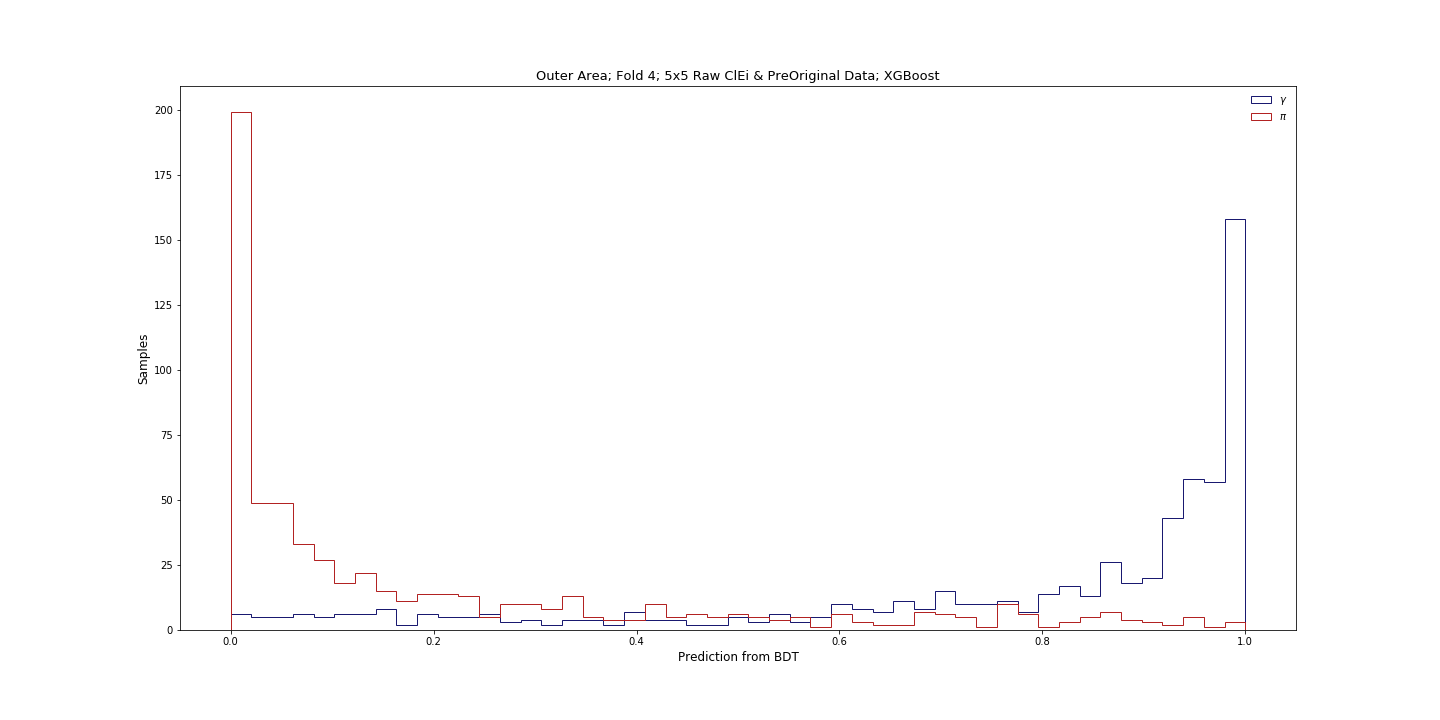 Outer Area; Fold 4; 5x5 Raw ClEi & PreOriginal Data; XGBoost
γ
π
200
175
150
125
100
75
50
25
0
Samples
0.0 0.2 0.4 0.6 0.8 1.0
Prediction from BDT